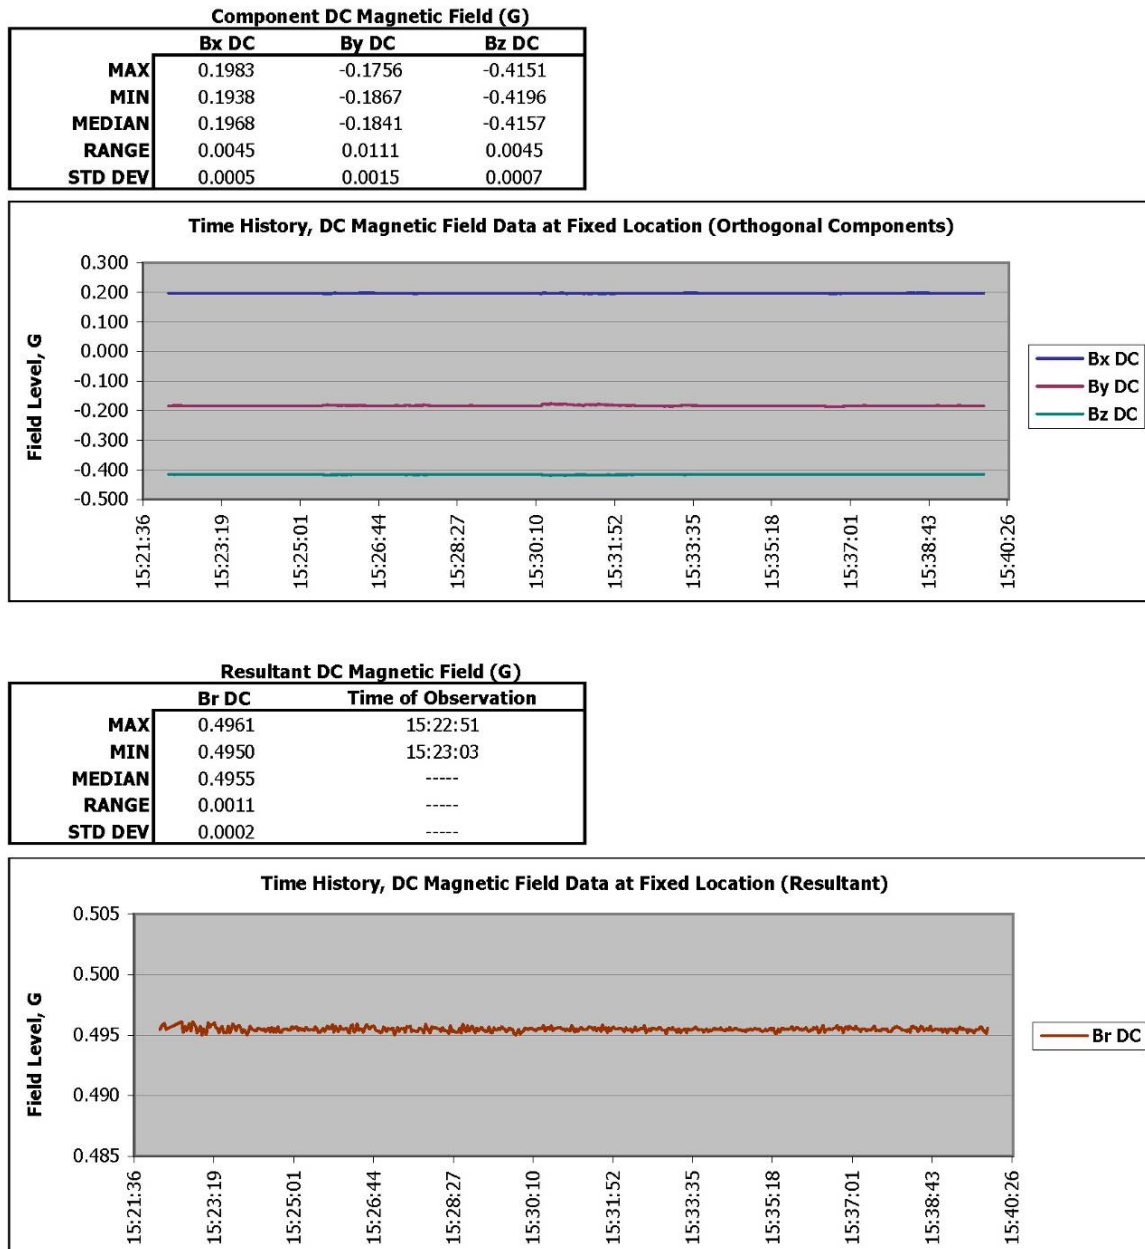 Component DC Magnetic Field (G)
Bx DC By DC Bz DC
MAX 0.1983 -0.1756 -0.4151
MIN 0.1938 -0.1867 -0.4196
MEDIAN 0.1968 -0.1841 -0.4157
RANGE 0.0045 0.0111 0.0045
STD DEV 0.0005 0.0015 0.0007
Time History, DC Magnetic Field Data at Fixed Location (Orthogonal Components)
Field Level, G
0.300
0.200
0.100
0.000
-0.100
-0.200
-0.300
-0.400
-0.500
15:21:36 15:23:19 15:25:01 15:26:44 15:28:27 15:30:10 15:31:52 15:33:35 15:35:18 15:37:01 15:38:43 15:40:26
Bx DC
By DC
Bz DC
Resultant DC Magnetic Field (G)
Br DC Time of Observation
MAX 0.4961 15:22:51
MIN 0.4950 15:23:03
MEDIAN 0.4955 -----
RANGE 0.0011 -----
STD DEV 0.0002 -----
Time History, DC Magnetic Field Data at Fixed Location (Resultant)
Field Level, G
0.505
0.500
0.495
0.490
0.485
15:21:36 15:23:19 15:25:01 15:26:44 15:28:27 15:30:10 15:31:52 15:33:35 15:35:18 15:37:01 15:38:43 15:40:26
Br DC